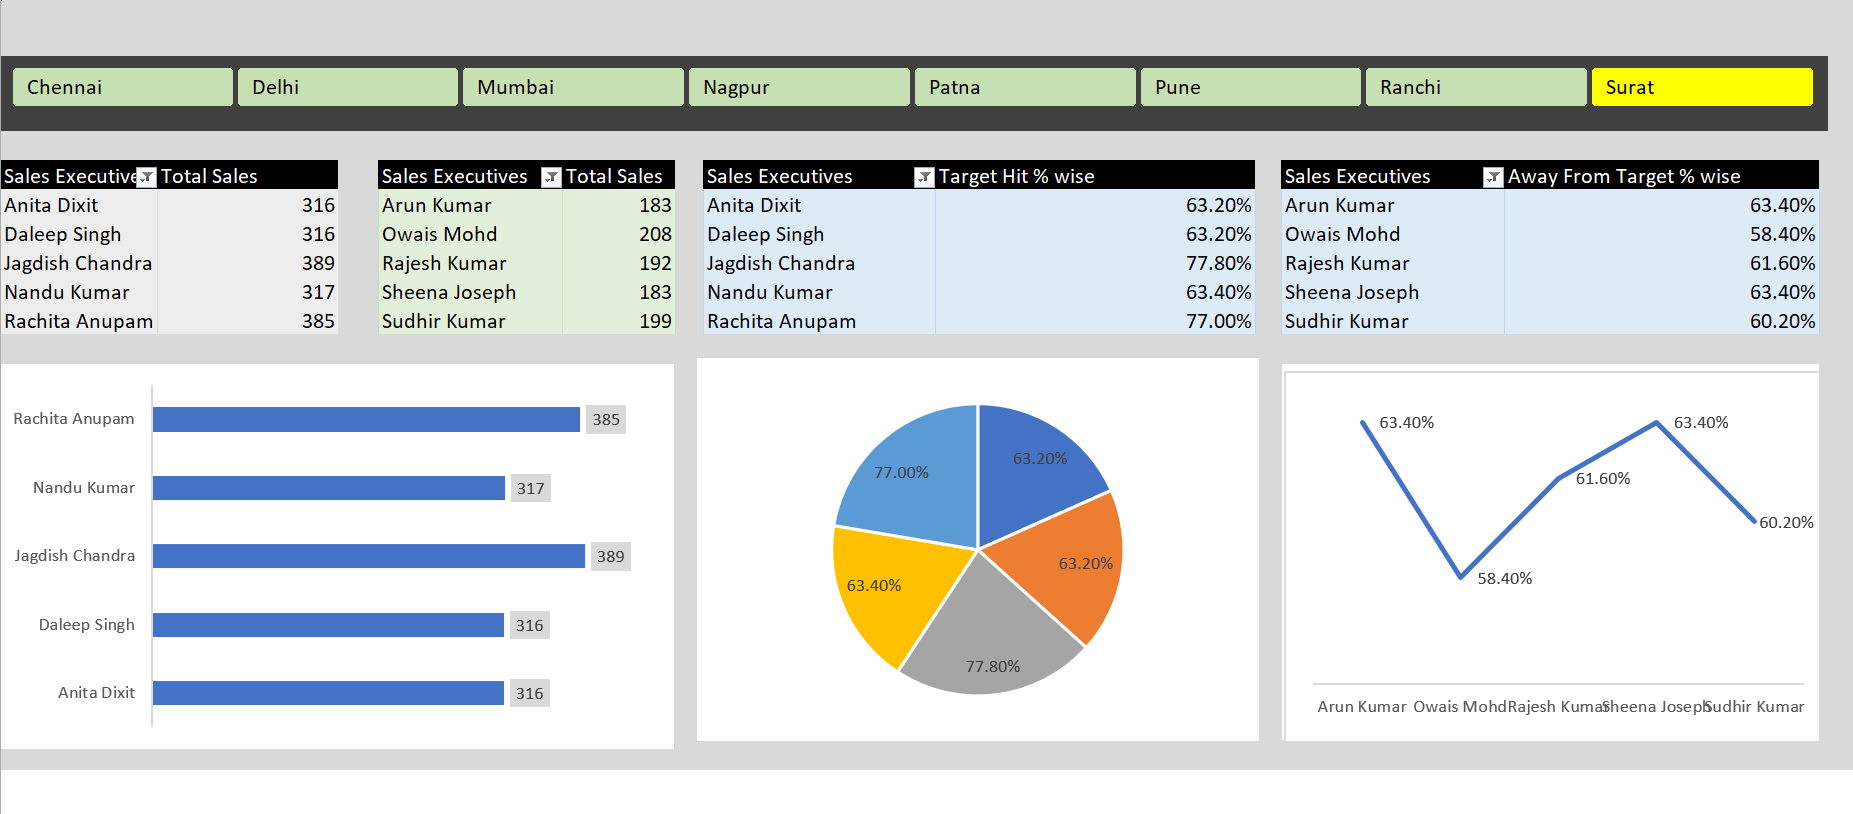 Chennai Delhi Mumbai Nagpur Patna Pune Ranchi Surat
Sales Executive Total Sales
Anita Dixit 316
Daleep Singh 316
Jagdish Chandra 389
Nandu Kumar 317
Rachita Anupam 385
Sales Executives Total Sales
Arun Kumar 183
Owais Mohd 208
Rajesh Kumar 192
Sheena Joseph 183
Sudhir Kumar 199
Sales Executives Target Hit % wise
Anita Dixit 63.20%
Daleep Singh 63.20%
Jagdish Chandra 77.80%
Nandu Kumar 63.40%
Rachita Anupam 77.00%
Sales Executives Away From Target % wise
Arun Kumar 63.40%
Owais Mohd 58.40%
Rajesh Kumar 61.60%
Sheena Joseph 63.40%
Sudhir Kumar 60.20%
Rachita Anupam 385
Nandu Kumar 317
Jagdish Chandra 389
Daleep Singh 316
Anita Dixit 316
63.20%
63.20%
77.80%
63.40%
77.00%
63.40%
58.40%
61.60%
63.40%
60.20%
Arun Kumar Owais Mohd Rajesh Kumar Sheena Joseph Sudhir Kumar